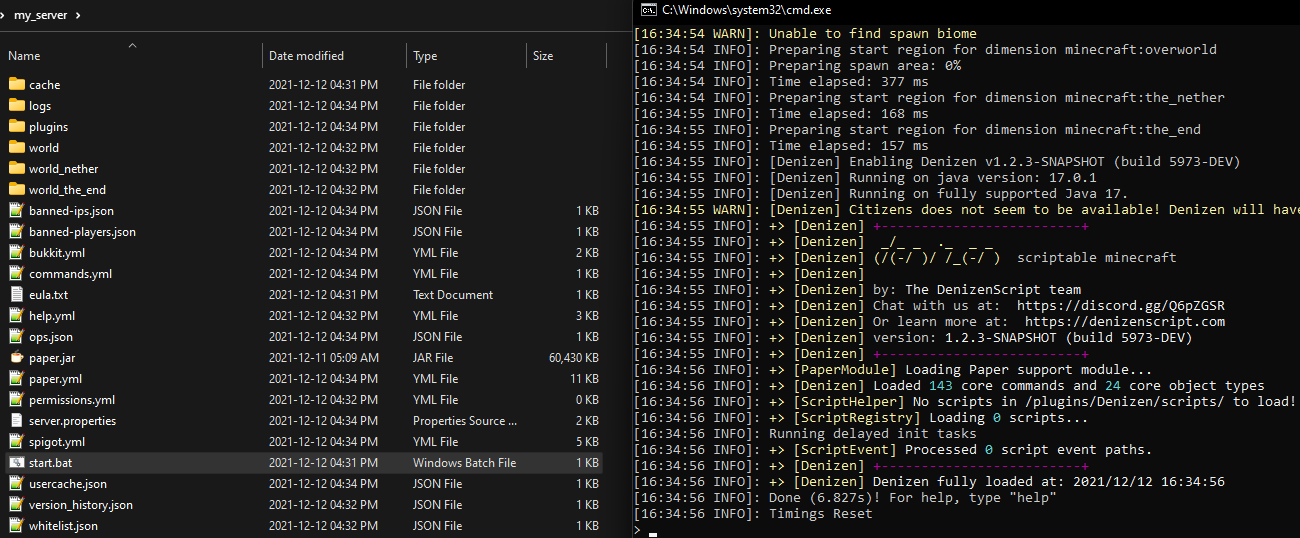 my_server
Name Date modified Type Size
cache 2021-12-12 04:31 PM File folder
logs 2021-12-12 04:34 PM File folder
plugins 2021-12-12 04:34 PM File folder
world 2021-12-12 04:32 PM File folder
world_nether 2021-12-12 04:32 PM File folder
world_the_end 2021-12-12 04:32 PM File folder
banned-ips.json 2021-12-12 04:34 PM JSON File 1 KB
banned-players.json 2021-12-12 04:34 PM JSON File 1 KB
bukkit.yml 2021-12-12 04:34 PM YML File 2 KB
commands.yml 2021-12-12 04:34 PM YML File 1 KB
eula.txt 2021-12-12 04:32 PM Text Document 1 KB
help.yml 2021-12-12 04:32 PM YML File 3 KB
ops.json 2021-12-12 04:34 PM JSON File 1 KB
paper.jar 2021-12-11 05:09 AM JAR File 60,430 KB
paper.yml 2021-12-12 04:34 PM YML File 11 KB
permissions.yml 2021-12-12 04:32 PM YML File 0 KB
server.properties 2021-12-12 04:34 PM Properties Source ... 2 KB
spigot.yml 2021-12-12 04:34 PM YML File 5 KB
start.bat 2021-12-12 04:31 PM Windows Batch File 1 KB
usercache.json 2021-12-12 04:34 PM JSON File 1 KB
version_history.json 2021-12-12 04:32 PM JSON File 1 KB
whitelist.json 2021-12-12 04:32 PM JSON File 1 KB
C:\Windows\system32\cmd.exe
[16:34:54 WARN]: Unable to find spawn biome
[16:34:54 INFO]: Preparing start region for dimension minecraft:overworld
[16:34:54 INFO]: Preparing spawn area: 0%
[16:34:54 INFO]: Time elapsed: 377 ms
[16:34:54 INFO]: Preparing start region for dimension minecraft:the_nether
[16:34:55 INFO]: Time elapsed: 168 ms
[16:34:55 INFO]: Preparing start region for dimension minecraft:the_end
[16:34:55 INFO]: Time elapsed: 157 ms
[16:34:55 INFO]: [Denizen] Enabling Denizen v1.2.3-SNAPSHOT (build 5973-DEV)
[16:34:55 INFO]: [Denizen] Running on java version: 17.0.1
[16:34:55 INFO]: [Denizen] Running on fully supported Java 17.
[16:34:55 WARN]: [Denizen] Citizens does not seem to be available! Denizen will have
[16:34:55 INFO]: +> [Denizen] +-------------------------+
[16:34:55 INFO]: +> [Denizen]  _/_ _  ._  _ _
[16:34:55 INFO]: +> [Denizen] (/(-/ )/ /_(-/ )  scriptable minecraft
[16:34:55 INFO]: +> [Denizen]
[16:34:55 INFO]: +> [Denizen] by: The DenizenScript team
[16:34:55 INFO]: +> [Denizen] Chat with us at:  https://discord.gg/Q6pZGSR
[16:34:55 INFO]: +> [Denizen] Or learn more at:  https://denizenscript.com
[16:34:55 INFO]: +> [Denizen] version: 1.2.3-SNAPSHOT (build 5973-DEV)
[16:34:55 INFO]: +> [Denizen] +-------------------------+
[16:34:56 INFO]: +> [PaperModule] Loading Paper support module...
[16:34:56 INFO]: +> [Denizen] Loaded 143 core commands and 24 core object types
[16:34:56 INFO]: +> [ScriptHelper] No scripts in /plugins/Denizen/scripts/ to load!
[16:34:56 INFO]: +> [ScriptRegistry] Loading 0 scripts...
[16:34:56 INFO]: Running delayed init tasks
[16:34:56 INFO]: +> [ScriptEvent] Processed 0 script event paths.
[16:34:56 INFO]: +> [Denizen] +-------------------------+
[16:34:56 INFO]: +> [Denizen] Denizen fully loaded at: 2021/12/12 16:34:56
[16:34:56 INFO]: Done (6.827s)! For help, type "help"
[16:34:56 INFO]: Timings Reset
>